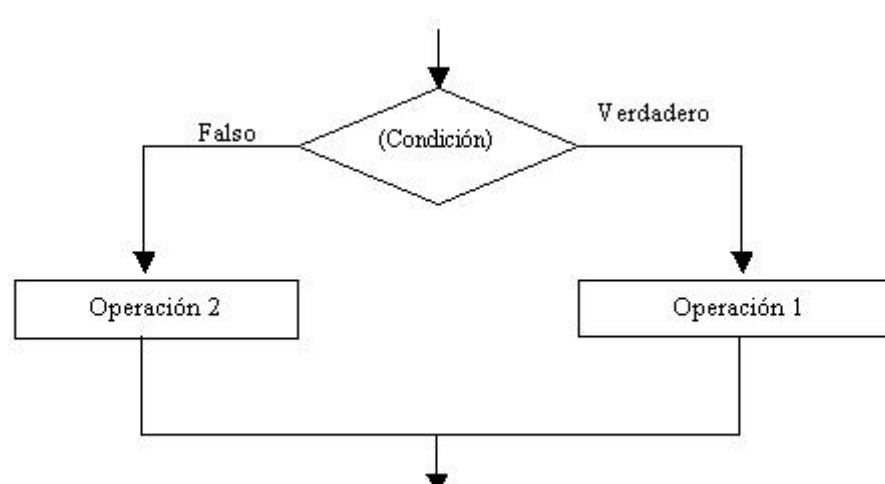 Falso
(Condición)
Verdadero
Operación 2
Operación 1